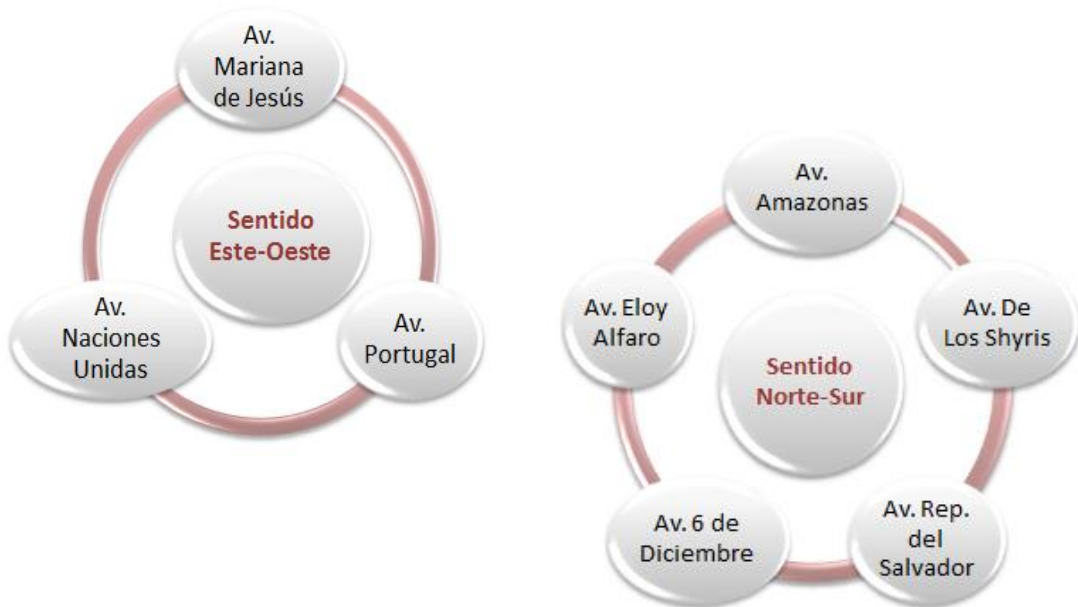 Av.
Mariana
de Jesús
Sentido
Este-Oeste
Av.
Naciones
Unidas
Av.
Portugal
Av.
Amazonas
Av. Eloy
Alfaro
Av. De
Los Shyris
Sentido
Norte-Sur
Av. 6 de
Diciembre
Av. Rep.
del
Salvador